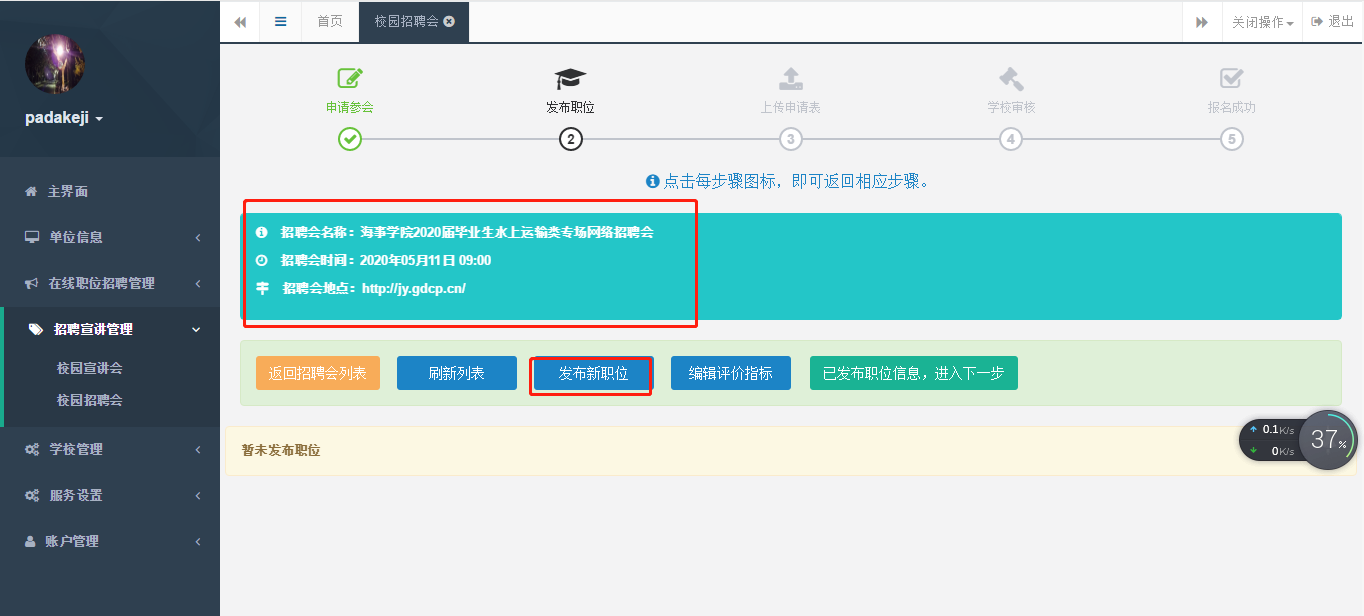 首页
校园招聘会
关闭操作
退出
padakeji
主界面
单位信息
在线职位招聘管理
招聘宣讲管理
校园宣讲会
校园招聘会
学校管理
服务设置
账户管理
申请参会
发布职位
上传申请表
学校审核
报名成功
2
3
4
5
点击每步骤图标，即可返回相应步骤。
招聘会名称：海事学院2020届毕业生水上运输类专场网络招聘会
招聘会时间：2020年05月11日 09:00
招聘会地点：http://jy.gdcp.cn/
返回招聘会列表
刷新列表
发布新职位
编辑评价指标
已发布职位信息，进入下一步
暂未发布职位
0.1K/s
0K/s
37%